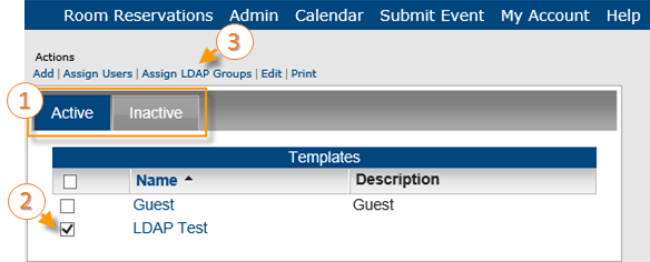 Room Reservations Admin Calendar Submit Event My Account Help
3
Actions
Add | Assign Users | Assign LDAP Groups | Edit | Print
1
Active Inactive
Templates
Name Description
Guest Guest
2
LDAP Test